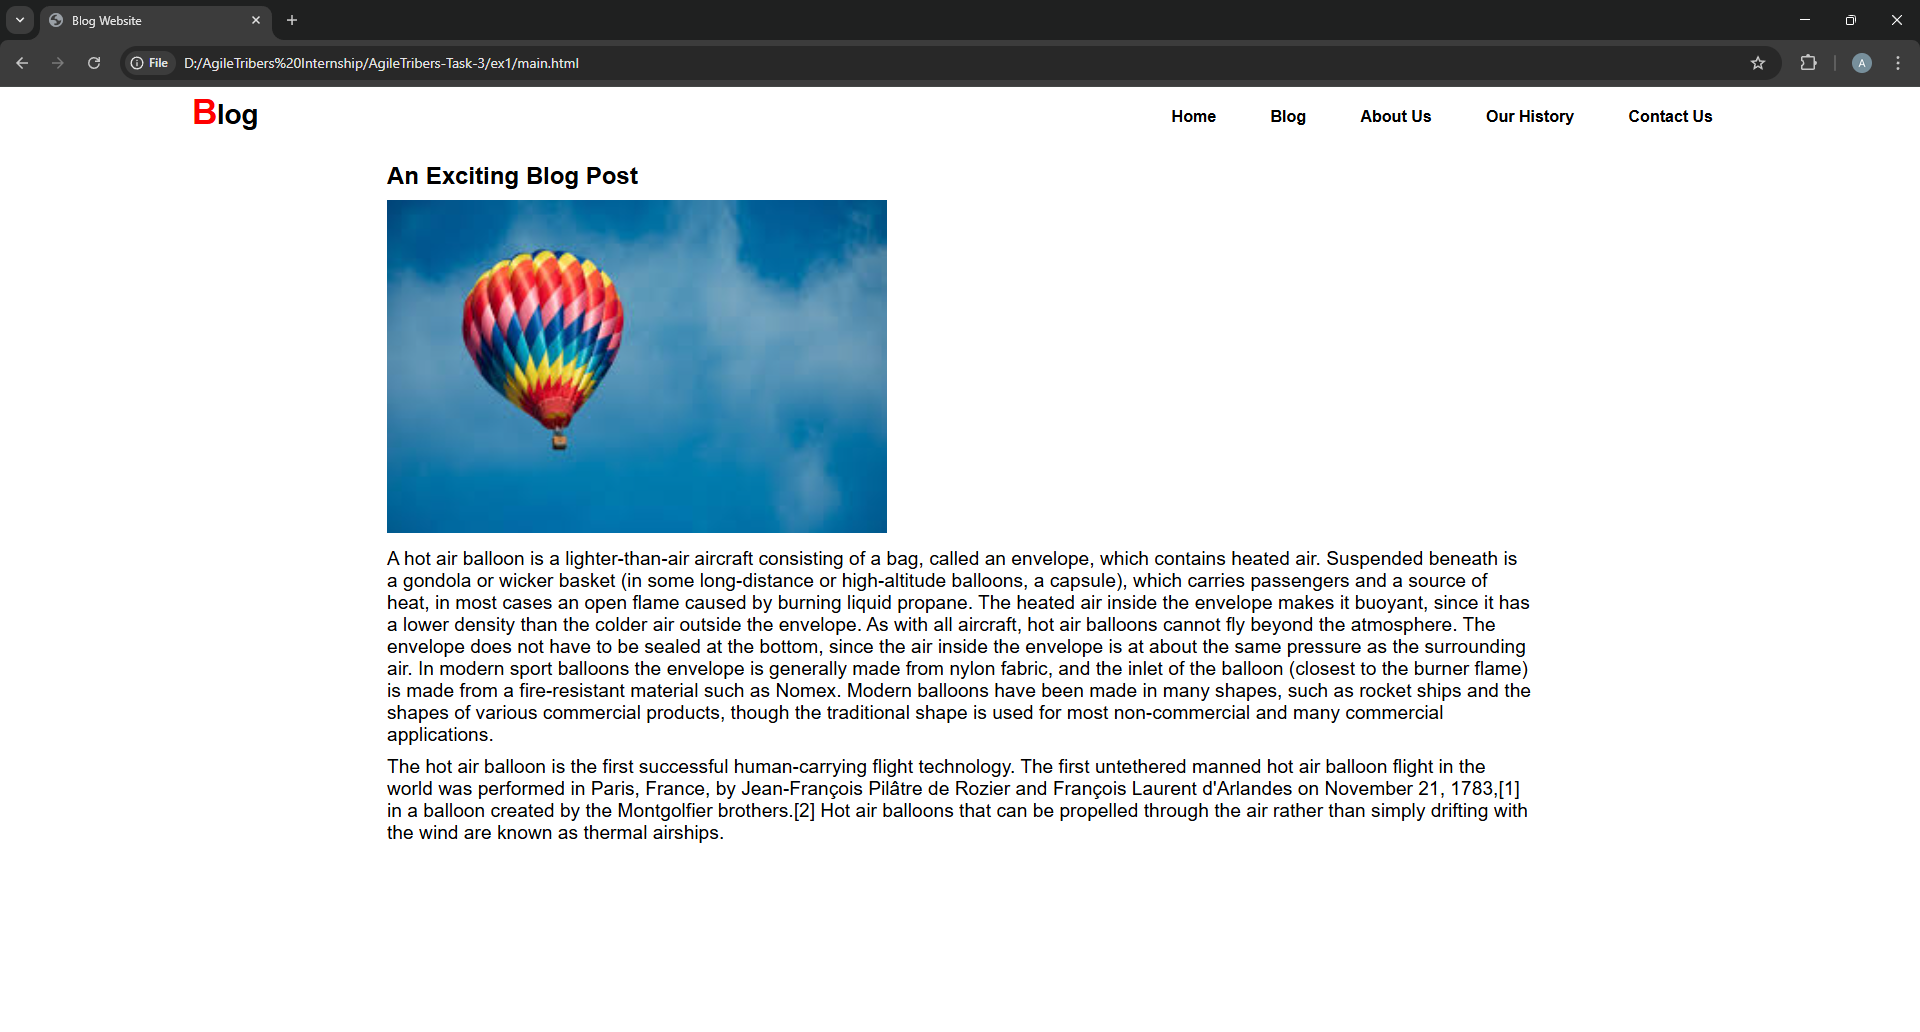 Blog Website
File D:/AgileTribers%20Internship/AgileTribers-Task-3/ex1/main.html
A
Blog
Home Blog About Us Our History Contact Us
An Exciting Blog Post
A hot air balloon is a lighter-than-air aircraft consisting of a bag, called an envelope, which contains heated air. Suspended beneath is
a gondola or wicker basket (in some long-distance or high-altitude balloons, a capsule), which carries passengers and a source of
heat, in most cases an open flame caused by burning liquid propane. The heated air inside the envelope makes it buoyant, since it has
a lower density than the colder air outside the envelope. As with all aircraft, hot air balloons cannot fly beyond the atmosphere. The
envelope does not have to be sealed at the bottom, since the air inside the envelope is at about the same pressure as the surrounding
air. In modern sport balloons the envelope is generally made from nylon fabric, and the inlet of the balloon (closest to the burner flame)
is made from a fire-resistant material such as Nomex. Modern balloons have been made in many shapes, such as rocket ships and the
shapes of various commercial products, though the traditional shape is used for most non-commercial and many commercial
applications.
The hot air balloon is the first successful human-carrying flight technology. The first untethered manned hot air balloon flight in the
world was performed in Paris, France, by Jean-François Pilâtre de Rozier and François Laurent d'Arlandes on November 21, 1783,[1]
in a balloon created by the Montgolfier brothers.[2] Hot air balloons that can be propelled through the air rather than simply drifting with
the wind are known as thermal airships.